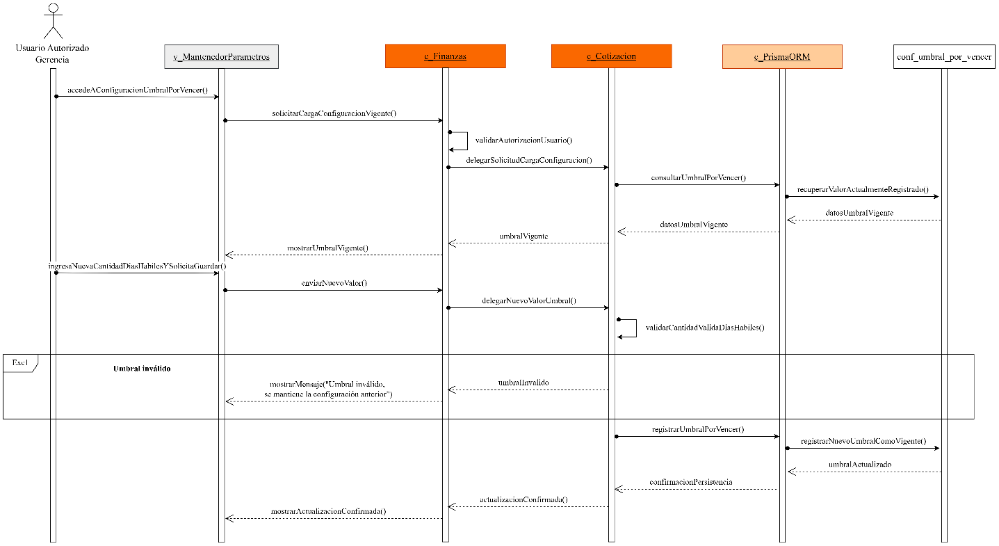 Usuario Autorizado
Gerencia
v_MantenedorParametros
c_Finanzas
c_Cotizacion
c_PrismaORM
conf_umbral_por_vencer
accedeAConfiguracionUmbralPorVencer()
solicitarCargaConfiguracionVigente()
validarAutorizacionUsuario()
delegarSolicitudCargaConfiguracion()
consultarUmbralPorVencer()
recuperarValorActualmenteRegistrado()
datosUmbralVigente
datosUmbralVigente
umbralVigente
mostrarUmbralVigente()
ingresaNuevaCantidadDiasHabilesYSolicitaGuardar()
enviarNuevoValor()
delegarNuevoValorUmbral()
validarCantidadValidaDiasHabiles()
Exc1
Umbral inválido
umbralInvalido
mostrarMensaje("Umbral inválido,
se mantiene la configuración anterior")
registrarUmbralPorVencer()
registrarNuevoUmbralComoVigente()
umbralActualizado
confirmacionPersistencia
actualizacionConfirmada()
mostrarActualizacionConfirmada()